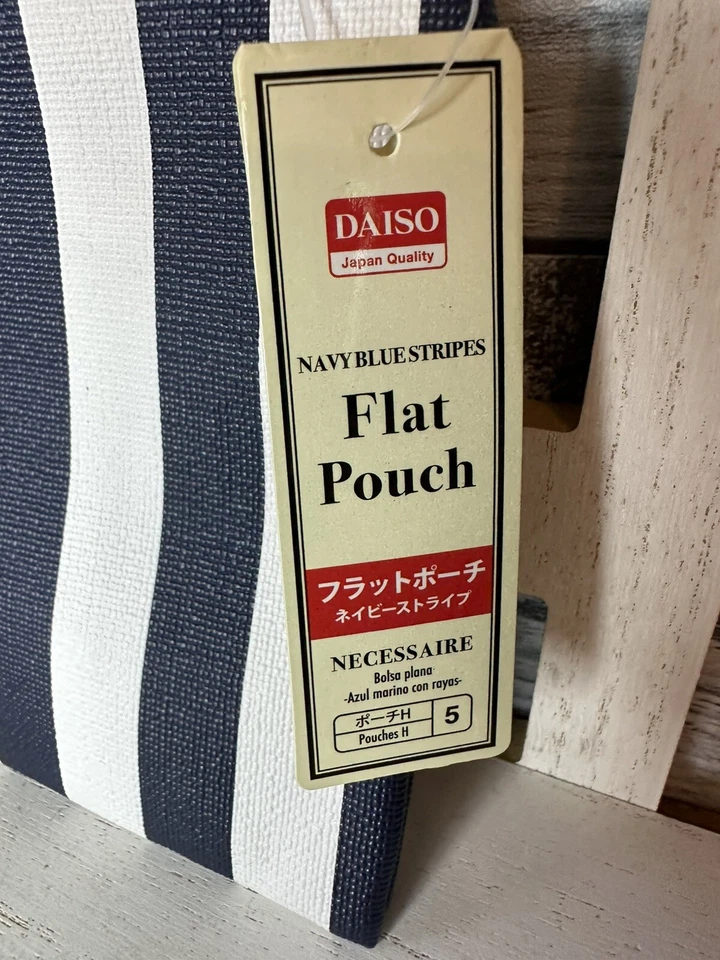 DAISO
Japan Quality
NAVY BLUE STRIPES
Flat
Pouch
フラットポーチ
ネイビーストライプ
NECESSAIRE
Bolsa plana
-Azul marino con rayas-
ポーチH
Pouches H
5